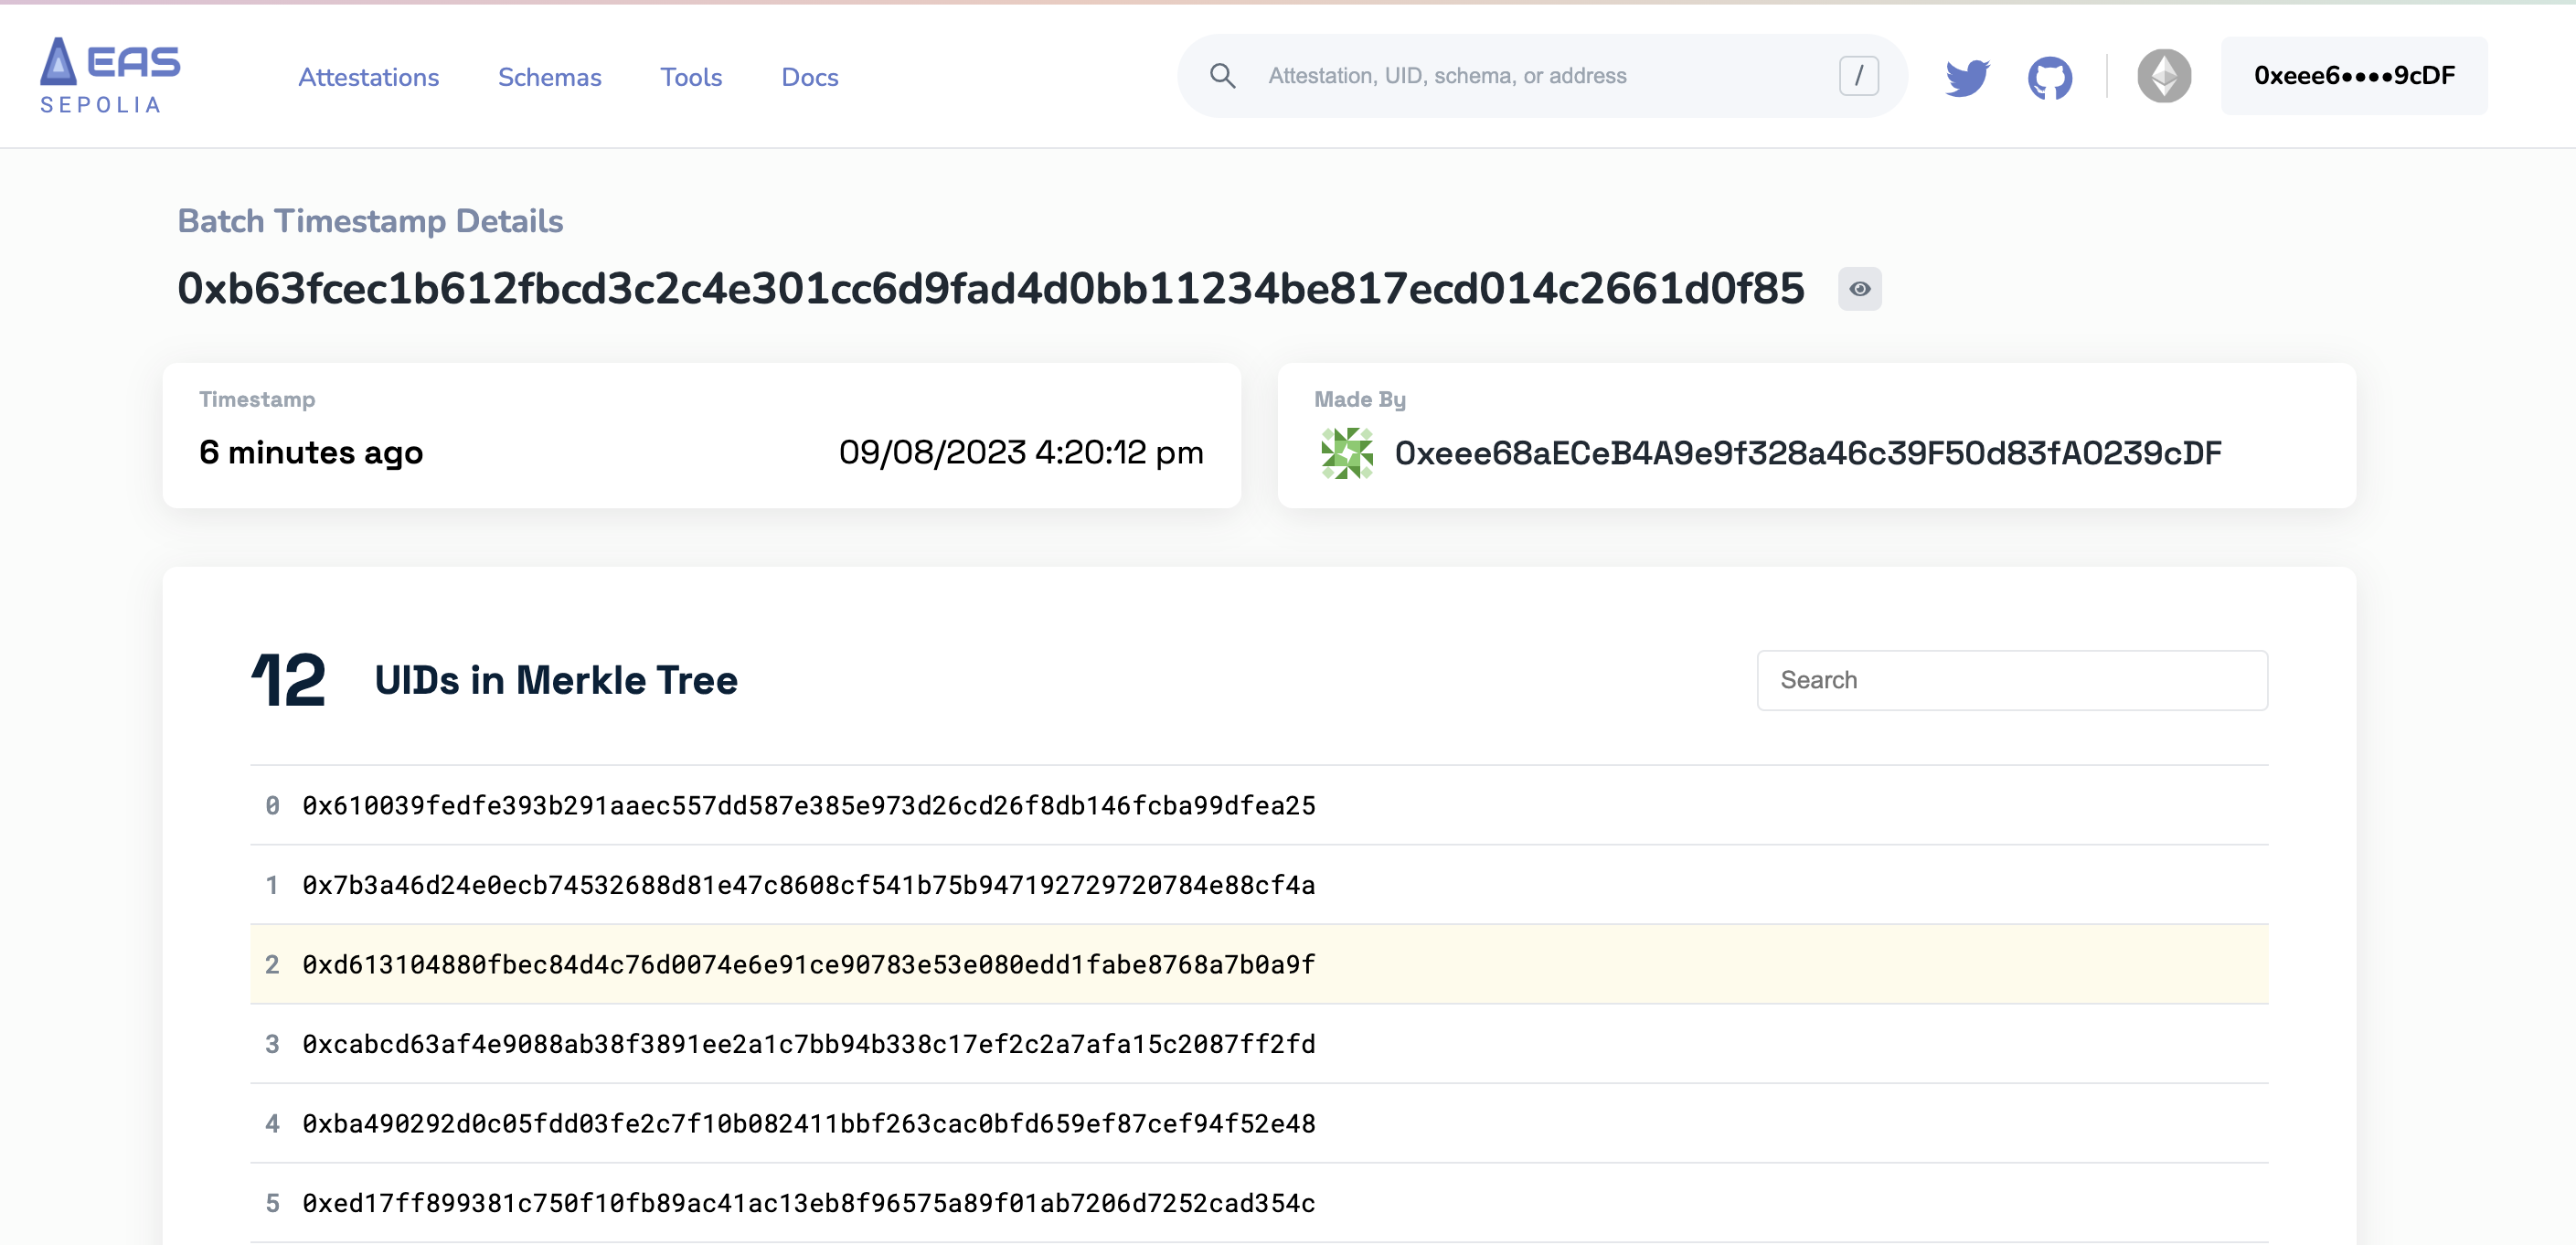 EAS
SEPOLIA
Attestations Schemas Tools Docs
Attestation, UID, schema, or address /
0xeee6••••9cDF
Batch Timestamp Details
0xb63fcec1b612fbcd3c2c4e301cc6d9fad4d0bb11234be817ecd014c2661d0f85
Timestamp
6 minutes ago 09/08/2023 4:20:12 pm
Made By
0xeee68aECeB4A9e9f328a46c39F50d83fA0239cDF
12 UIDs in Merkle Tree
Search
0 0x610039fedfe393b291aaec557dd587e385e973d26cd26f8db146fcba99dfea25
1 0x7b3a46d24e0ecb74532688d81e47c8608cf541b75b947192729720784e88cf4a
2 0xd613104880fbec84d4c76d0074e6e91ce90783e53e080edd1fabe8768a7b0a9f
3 0xcabcd63af4e9088ab38f3891ee2a1c7bb94b338c17ef2c2a7afa15c2087ff2fd
4 0xba490292d0c05fdd03fe2c7f10b082411bbf263cac0bfd659ef87cef94f52e48
5 0xed17ff899381c750f10fb89ac41ac13eb8f96575a89f01ab7206d7252cad354c